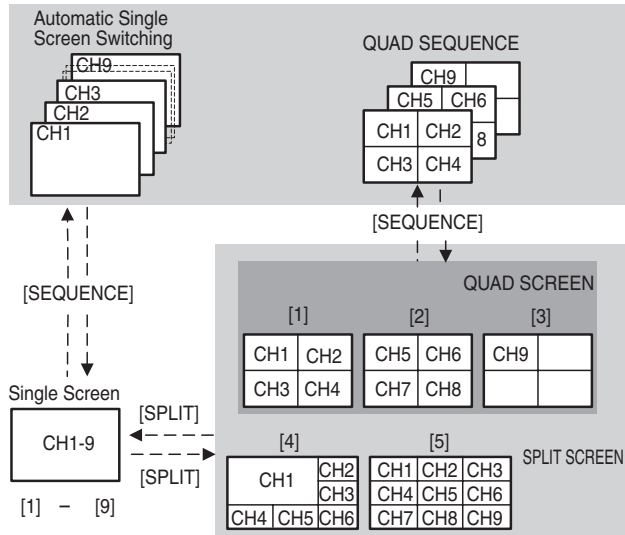 Automatic Single
Screen Switching
CH9
CH3
CH2
CH1
QUAD SEQUENCE
CH9
CH5 CH6
CH1 CH2
8
CH3 CH4
[SEQUENCE]
[SEQUENCE]
QUAD SCREEN
[1] [2] [3]
CH1 CH2 CH5 CH6 CH9
CH3 CH4 CH7 CH8
Single Screen
CH1-9
[1] – [9]
[SPLIT]
[SPLIT]
[4] [5]
SPLIT SCREEN
CH1 CH2 CH1 CH2 CH3
CH3 CH4 CH5 CH6
CH4 CH5 CH6 CH7 CH8 CH9